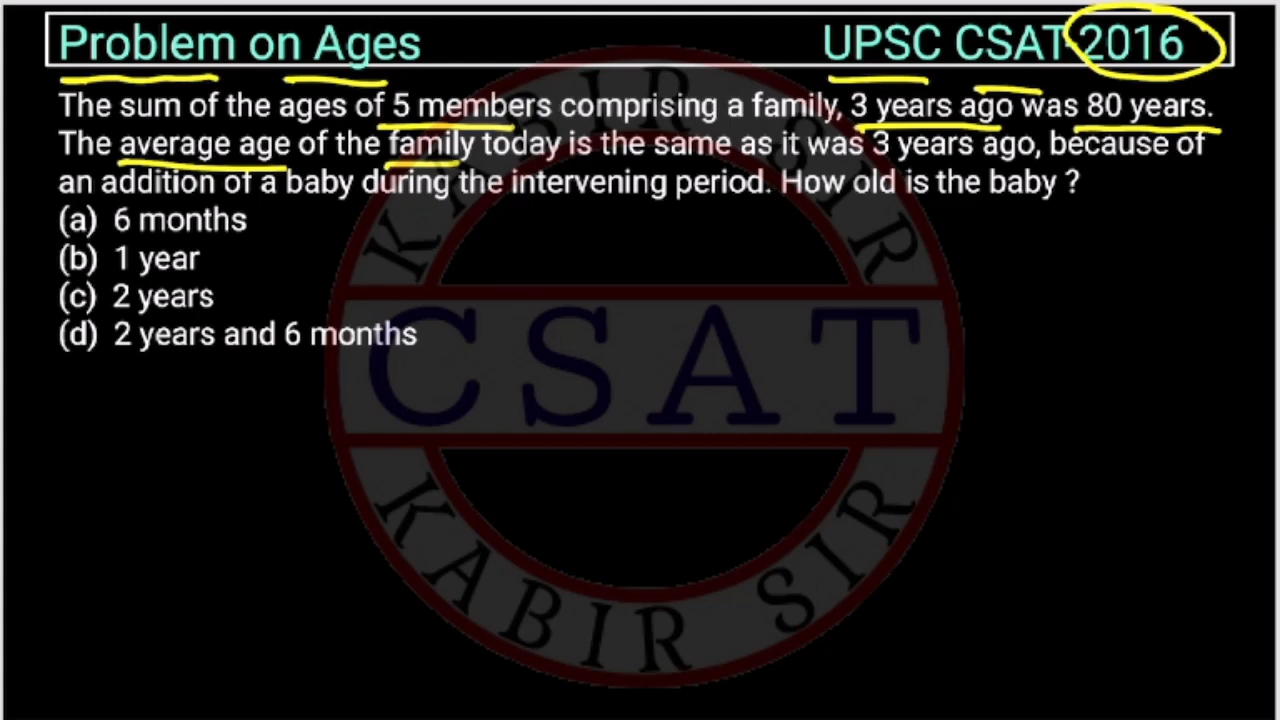 Problem on Ages UPSC CSAT 2016
The sum of the ages of 5 members comprising a family, 3 years ago was 80 years.
The average age of the family today is the same as it was 3 years ago, because of
an addition of a baby during the intervening period. How old is the baby ?
(a) 6 months
(b) 1 year
(c) 2 years
(d) 2 years and 6 months
KABIR SIR
CSAT
KABIR SIR